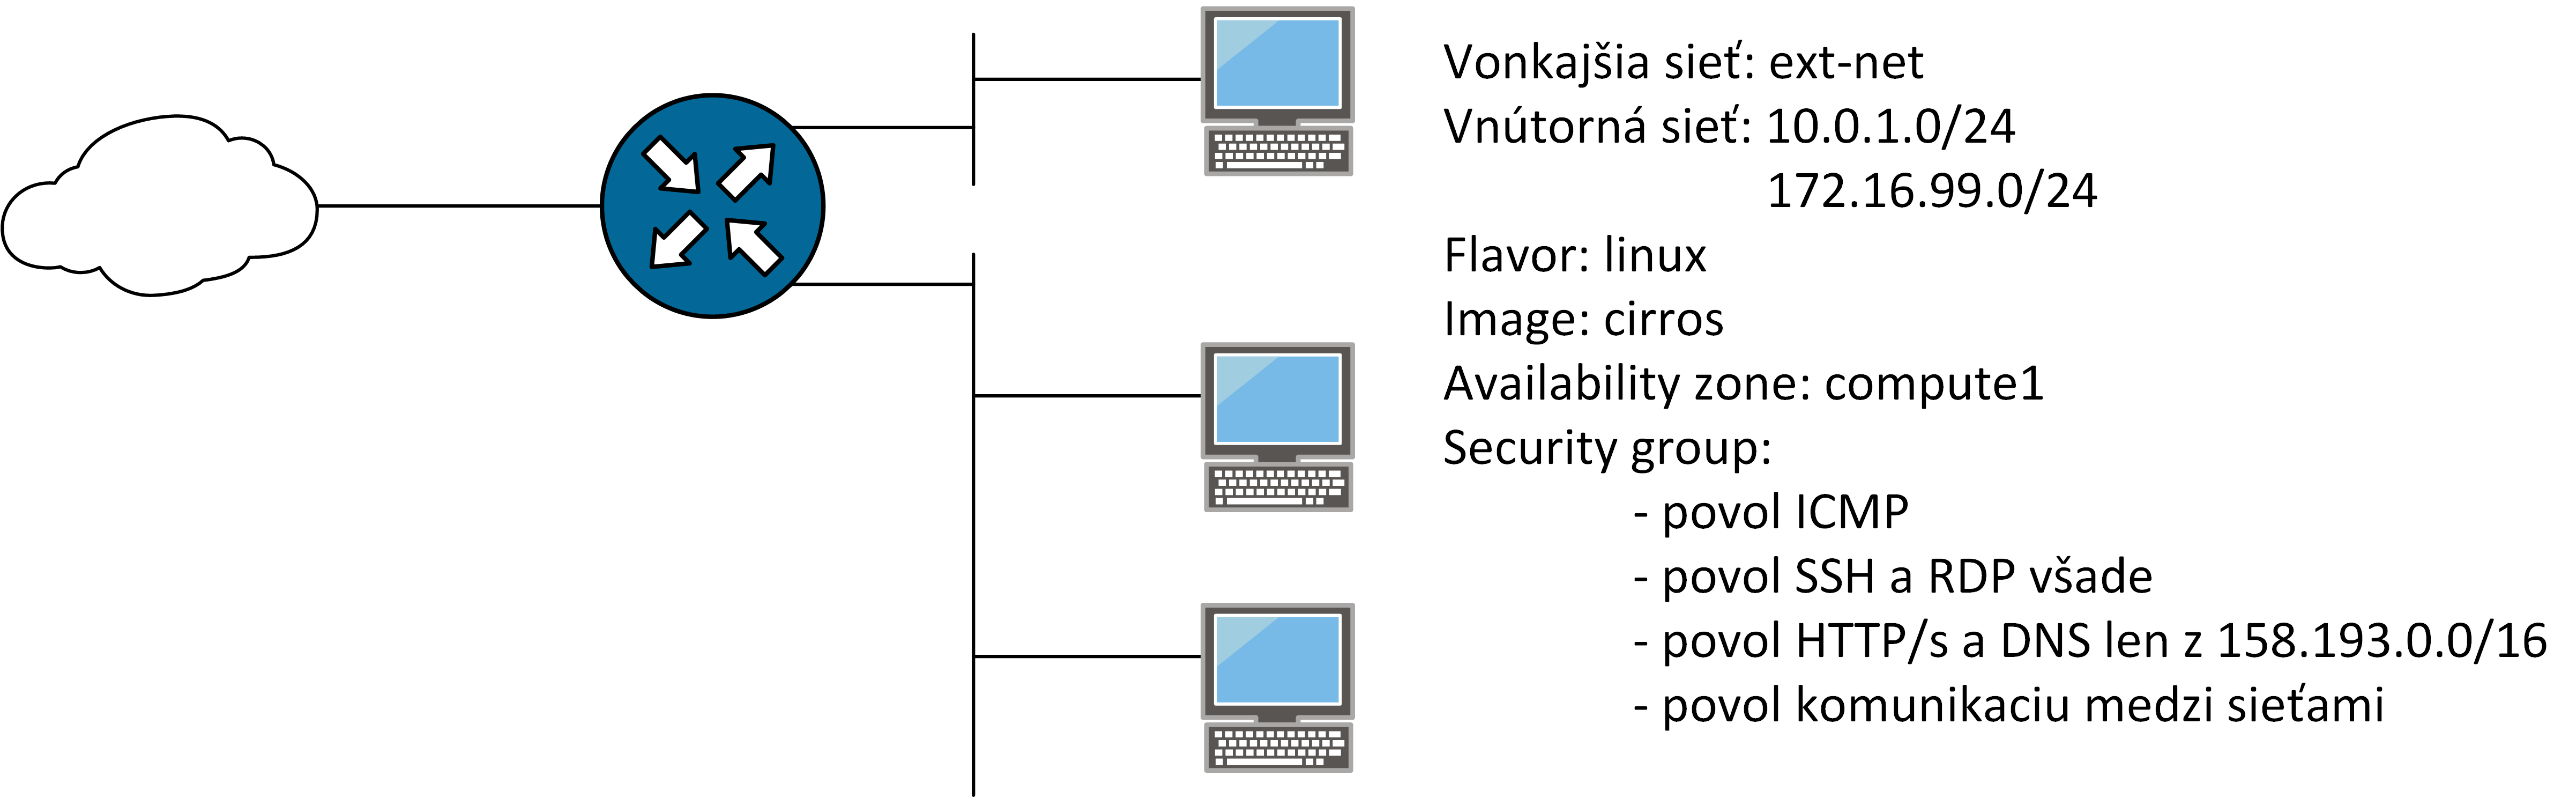 Vonkajšia sieť: ext-net
Vnútorná sieť: 10.0.1.0/24
172.16.99.0/24
Flavor: linux
Image: cirros
Availability zone: compute1
Security group:
- povol ICMP
- povol SSH a RDP všade
- povol HTTP/s a DNS len z 158.193.0.0/16
- povol komunikaciu medzi sieťami